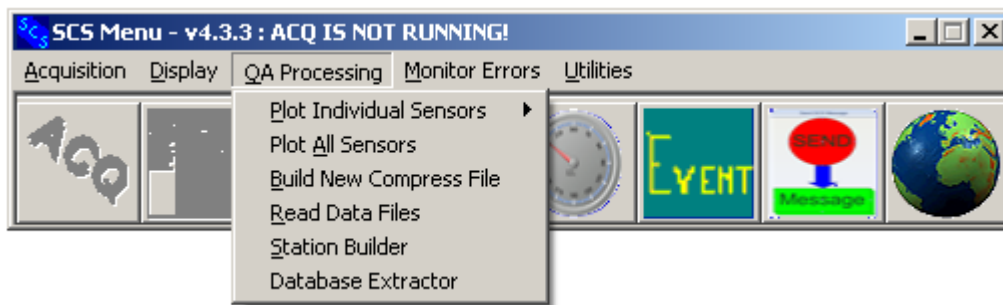 SCS SCS Menu - v4.3.3 : ACQ IS NOT RUNNING!
Acquisition Display QA Processing Monitor Errors Utilities
Plot Individual Sensors
Plot All Sensors
Build New Compress File
Read Data Files
Station Builder
Database Extractor
ACQ
EVENT
SEND
Message